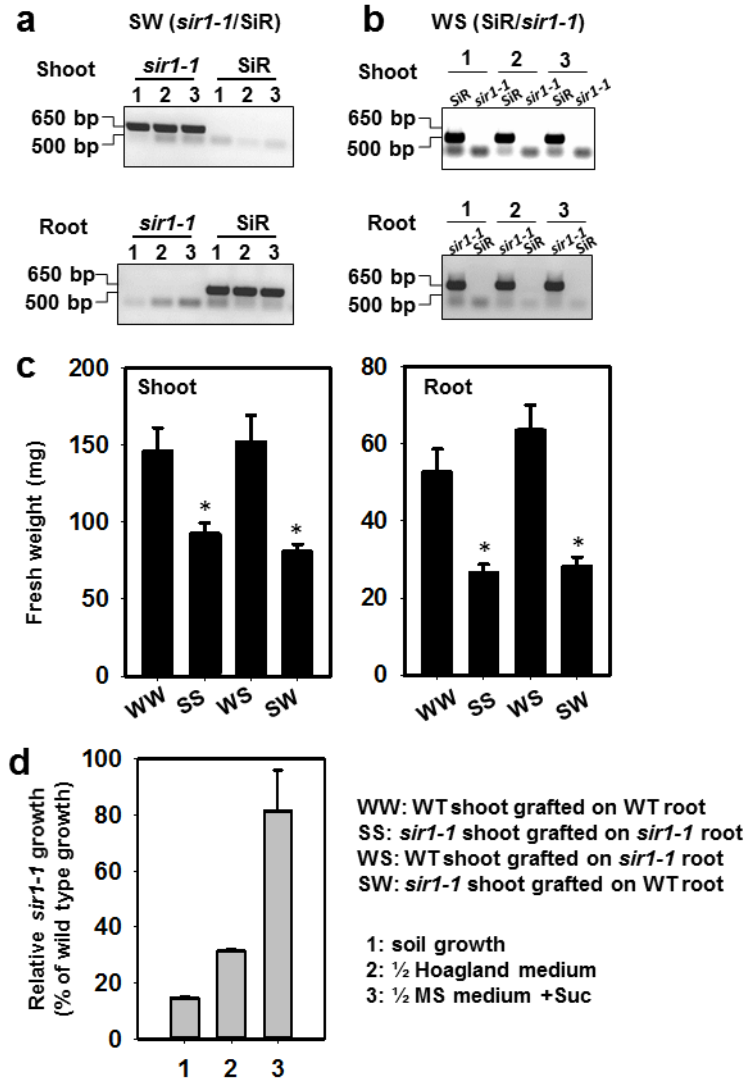 a SW (sir1-1/SiR)
Shoot sir1-1 SiR
1 2 3 1 2 3
650 bp
500 bp
Root sir1-1 SiR
1 2 3 1 2 3
650 bp
500 bp
b WS (SiR/sir1-1)
Shoot 1 2 3
SiR sir1-1 SiR sir1-1 SiR sir1-1
650 bp
500 bp
Root 1 2 3
sir1-1 SiR sir1-1 SiR sir1-1 SiR
650 bp
500 bp
c
Fresh weight (mg)
Shoot
200
150
100
50
0
* *
WW SS WS SW
Root
80
60
40
20
0
* *
WW SS WS SW
d
Relative sir1-1 growth
(% of wild type growth)
100
80
60
40
20
0
1 2 3
WW: WT shoot grafted on WT root
SS: sir1-1 shoot grafted on sir1-1 root
WS: WT shoot grafted on sir1-1 root
SW: sir1-1 shoot grafted on WT root
1: soil growth
2: ½ Hoagland medium
3: ½ MS medium +Suc